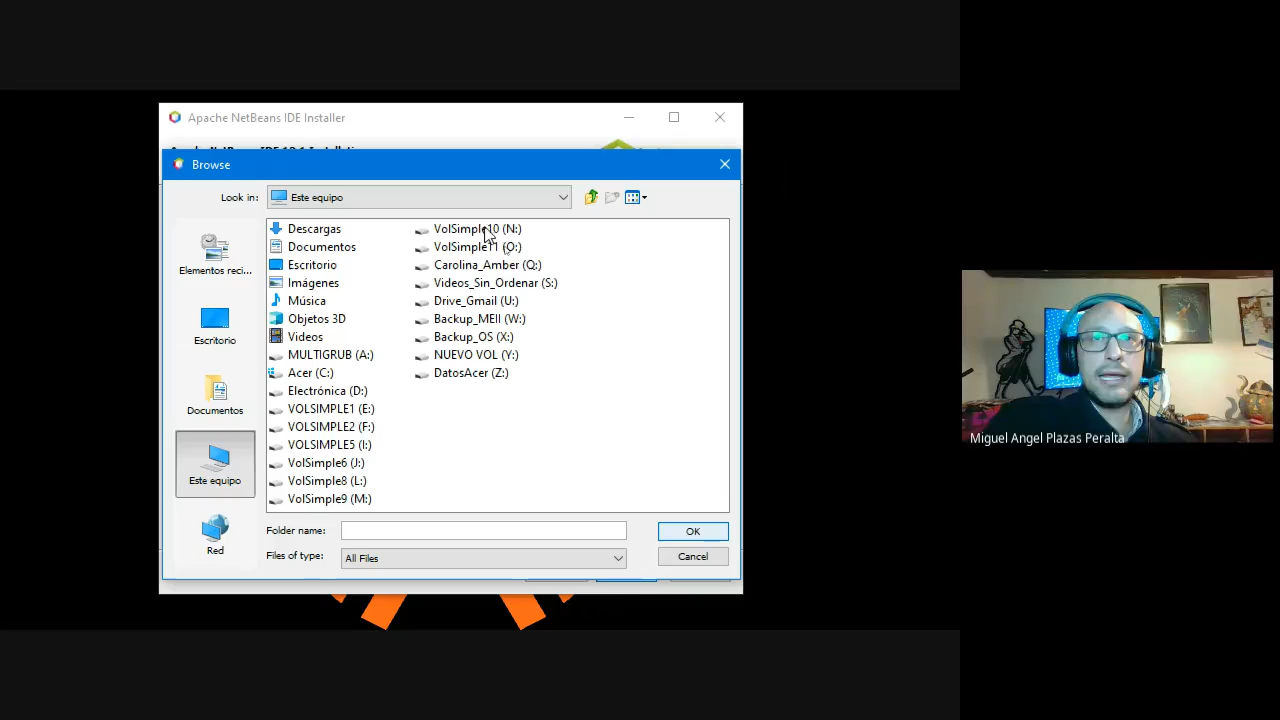 Apache NetBeans IDE Installer
Browse
Look in:
Este equipo
Elementos reci...
Escritorio
Documentos
Este equipo
Red
Descargas
Documentos
Escritorio
Imágenes
Música
Objetos 3D
Videos
MULTIGRUB (A:)
Acer (C:)
Electrónica (D:)
VOLSIMPLE1 (E:)
VOLSIMPLE2 (F:)
VOLSIMPLE5 (I:)
VolSimple6 (J:)
VolSimple8 (L:)
VolSimple9 (M:)
VolSimple10 (N:)
VolSimple11 (O:)
Carolina_Amber (Q:)
Videos_Sin_Ordenar (S:)
Drive_Gmail (U:)
Backup_MEII (W:)
Backup_OS (X:)
NUEVO VOL (Y:)
DatosAcer (Z:)
Folder name:
OK
Files of type:
All Files
Cancel
Miguel Angel Plazas Peralta